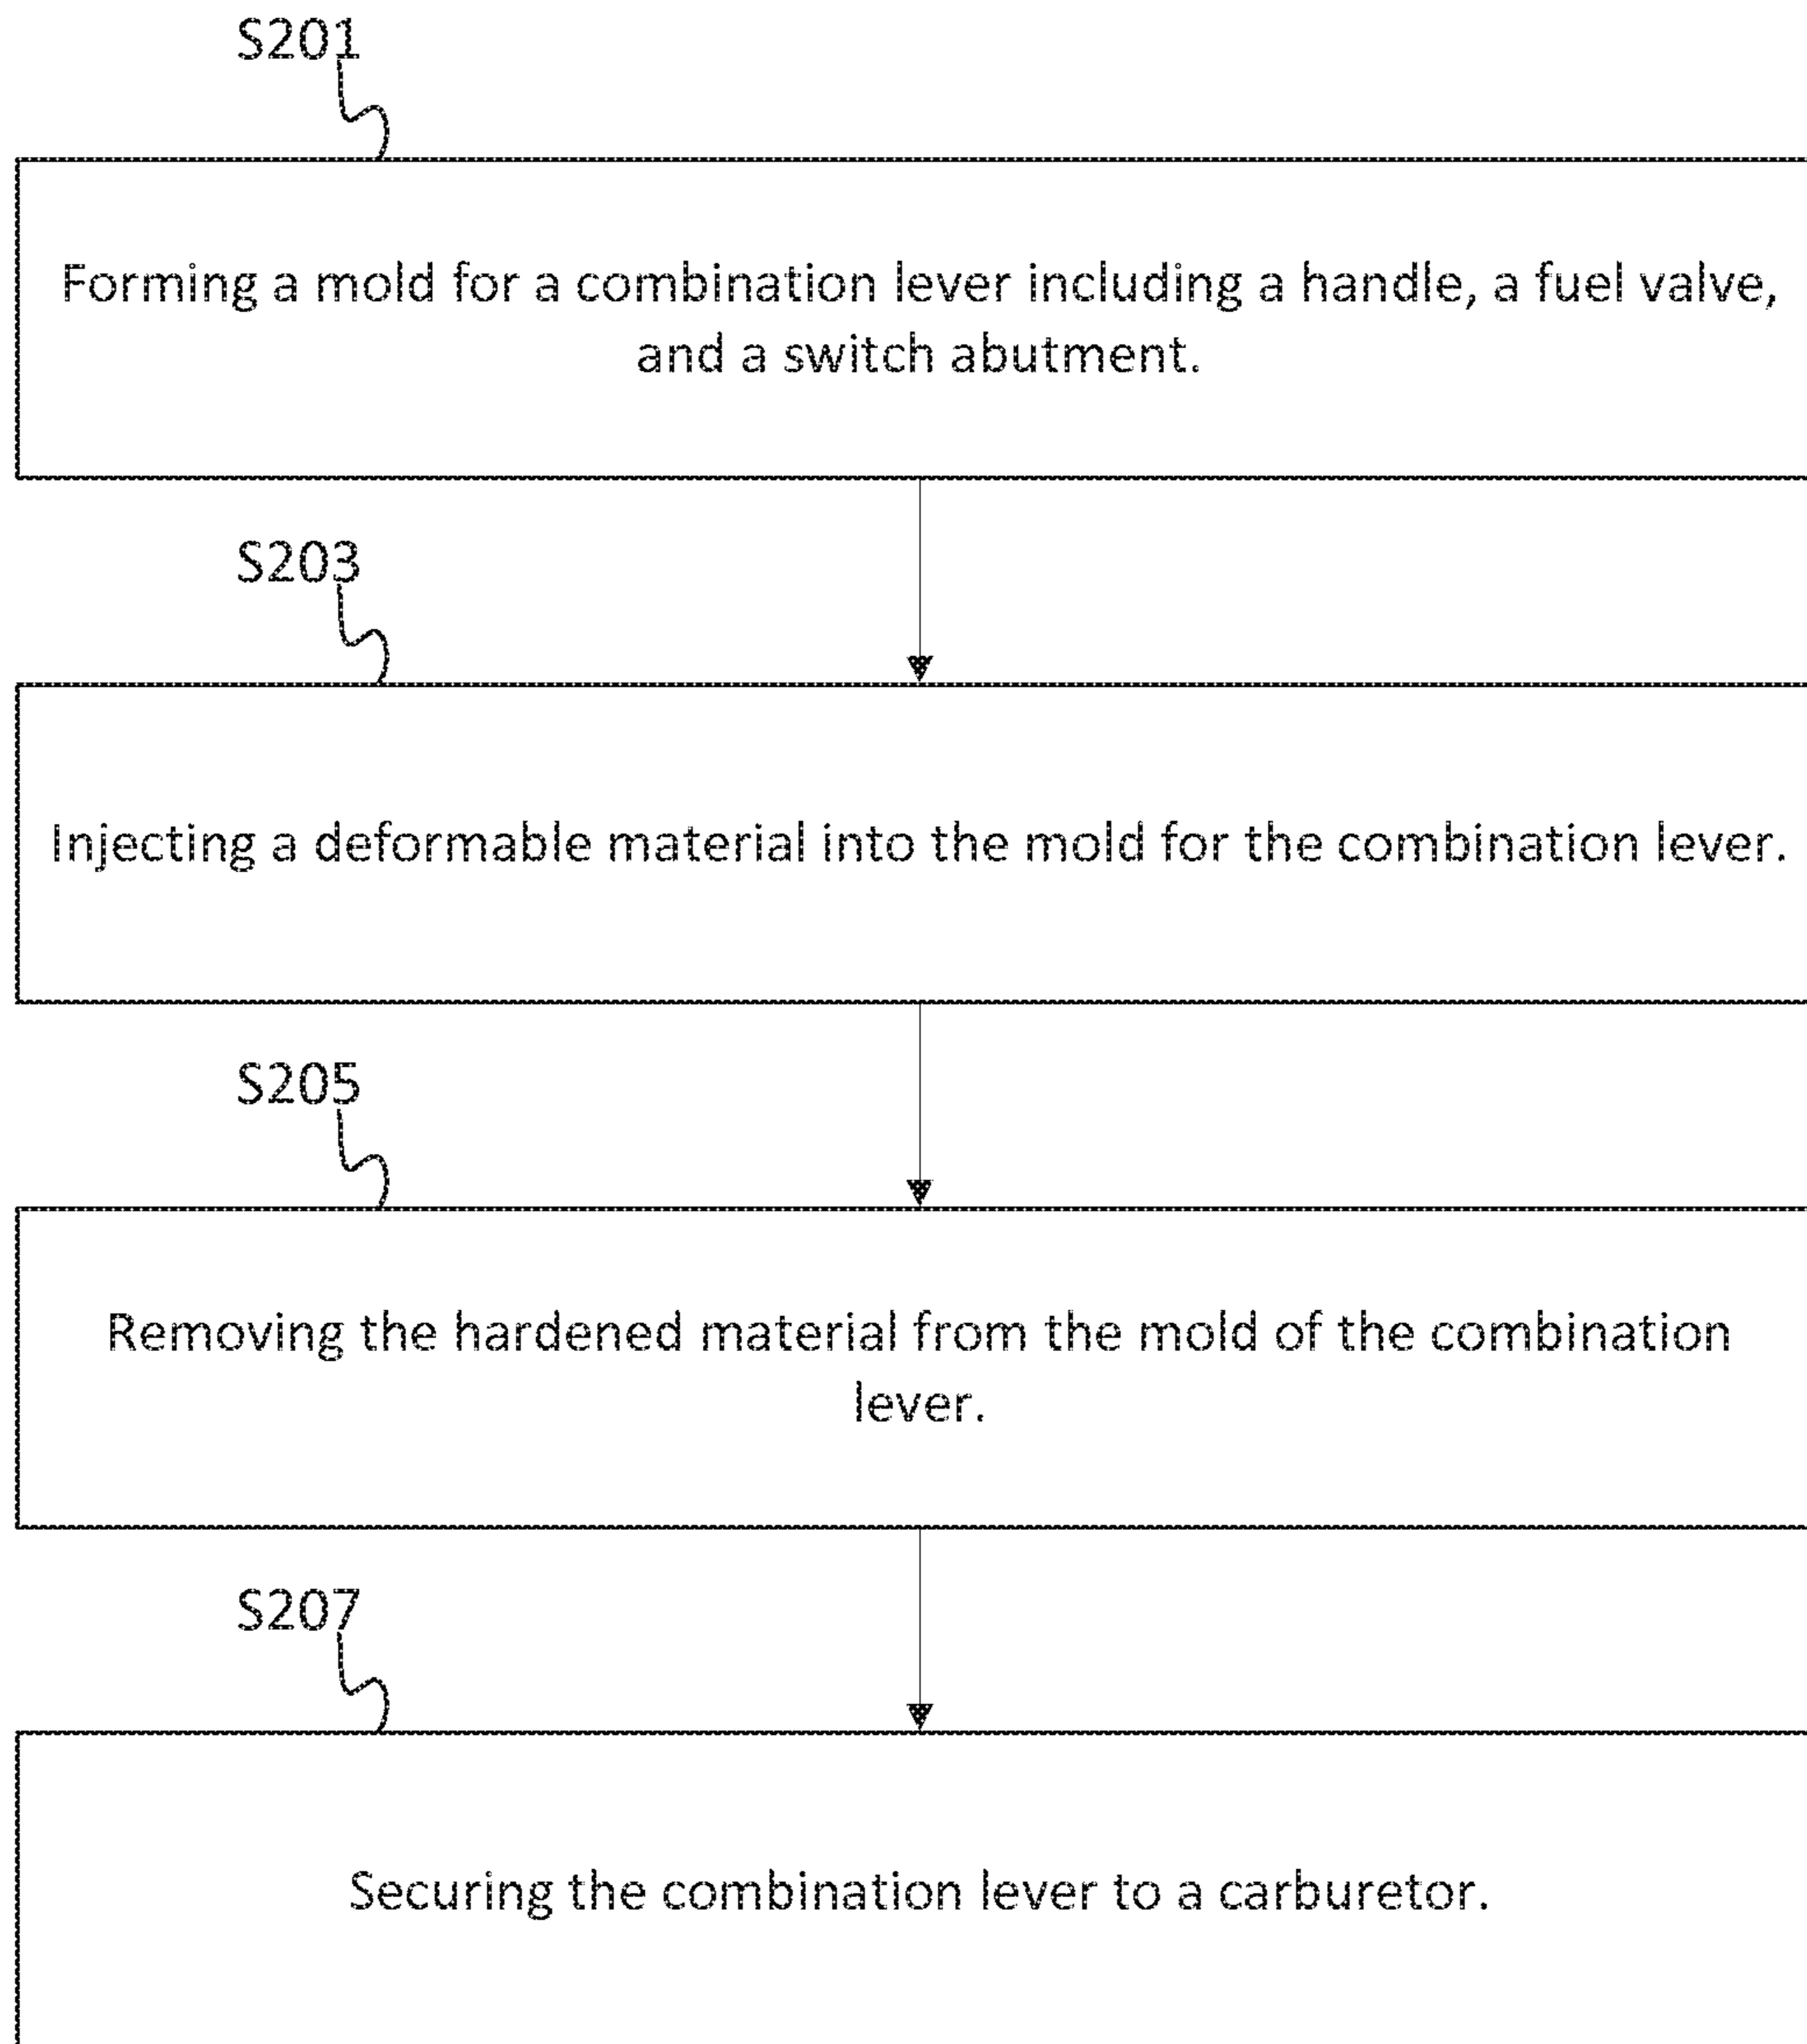 S201
Forming a mold for a combination lever including a handle, a fuel valve,
and a switch abutment.
S203
Injecting a deformable material into the mold for the combination lever.
S205
Removing the hardened material from the mold of the combination
lever.
S207
Securing the combination lever to a carburetor.